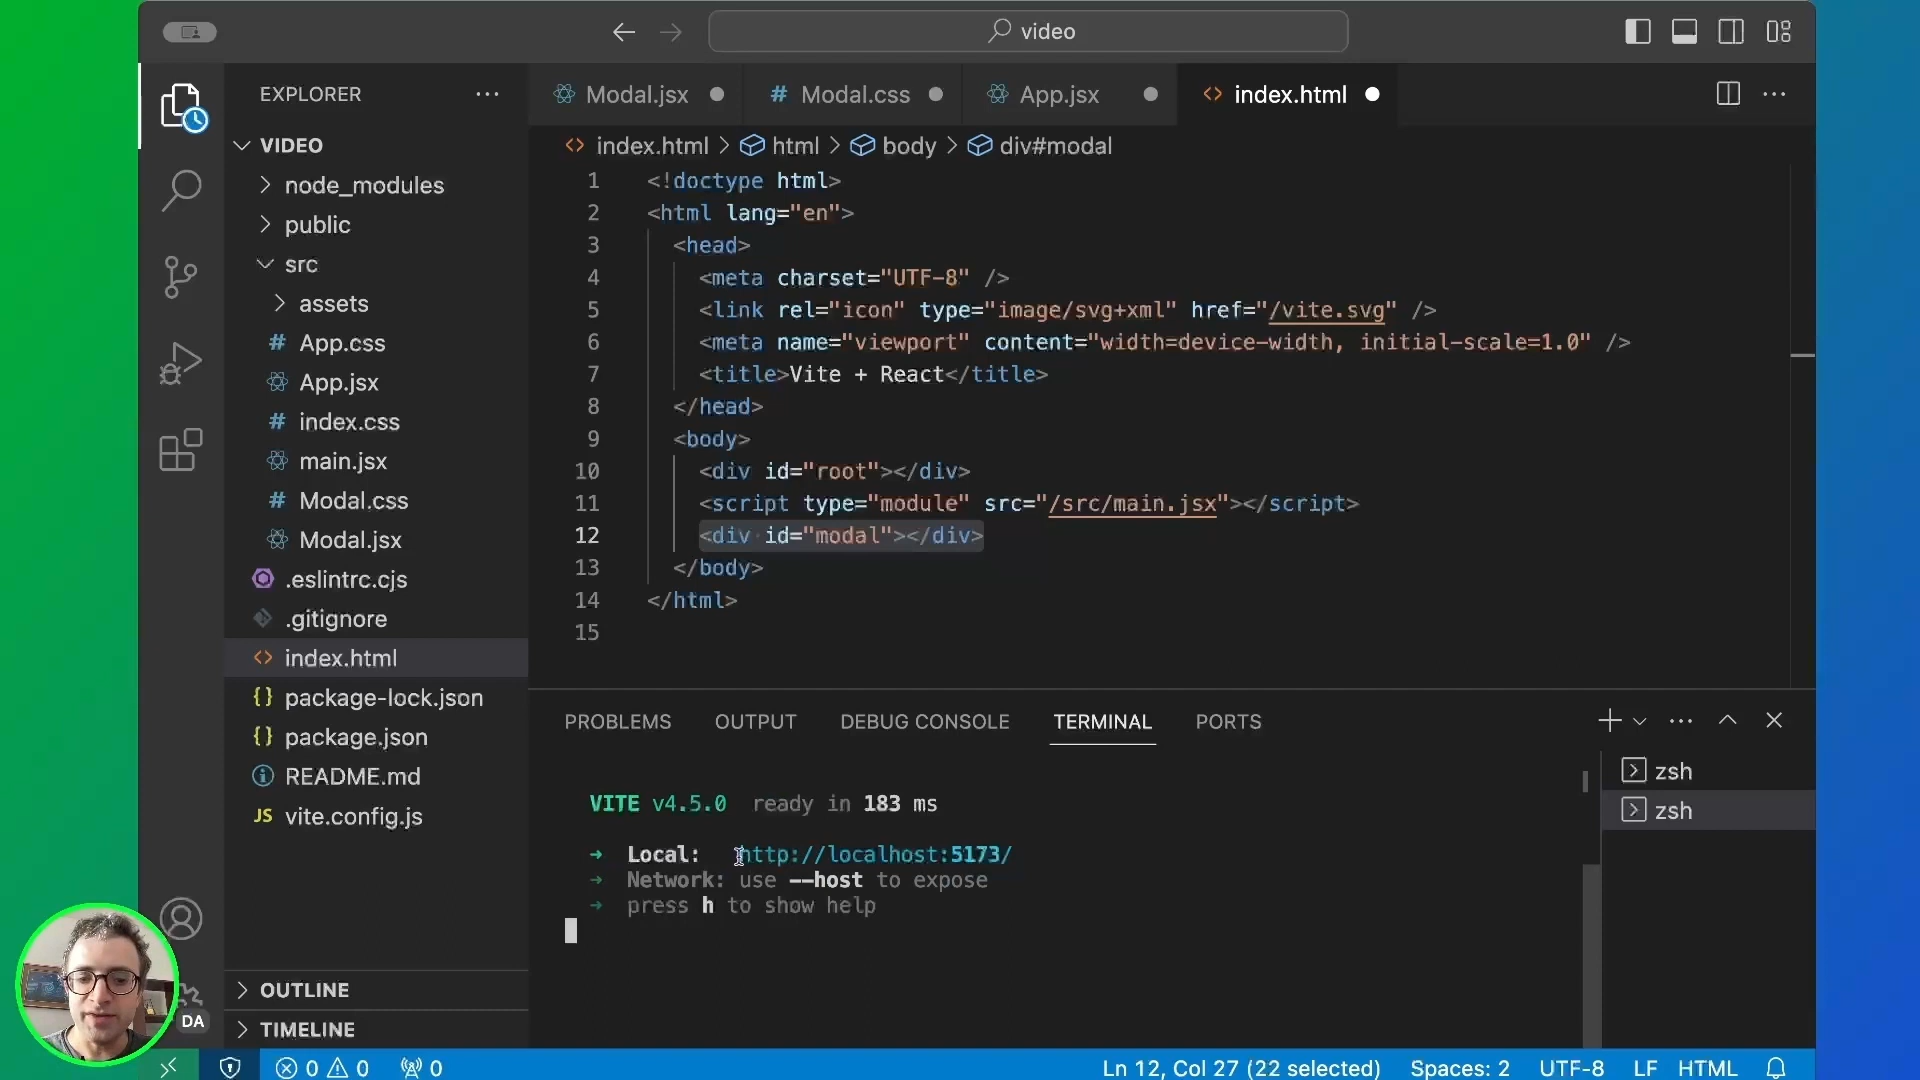 video
EXPLORER
VIDEO
node_modules
public
src
assets
App.css
App.jsx
index.css
main.jsx
Modal.css
Modal.jsx
.eslintrc.cjs
.gitignore
index.html
package-lock.json
package.json
README.md
JS vite.config.js
OUTLINE
TIMELINE
DA
Modal.jsx
# Modal.css
App.jsx
<> index.html
<> index.html > html > body > div#modal
1 <!doctype html>
2 <html lang="en">
3 <head>
4 <meta charset="UTF-8" />
5 <link rel="icon" type="image/svg+xml" href="/vite.svg" />
6 <meta name="viewport" content="width=device-width, initial-scale=1.0" />
7 <title>Vite + React</title>
8 </head>
9 <body>
10 <div id="root"></div>
11 <script type="module" src="/src/main.jsx"></script>
12 <div id="modal"></div>
13 </body>
14 </html>
15
PROBLEMS OUTPUT DEBUG CONSOLE TERMINAL PORTS
VITE v4.5.0 ready in 183 ms
➜ Local: http://localhost:5173/
➜ Network: use --host to expose
➜ press h to show help
zsh
zsh
0 0 0
Ln 12, Col 27 (22 selected) Spaces: 2 UTF-8 LF HTML